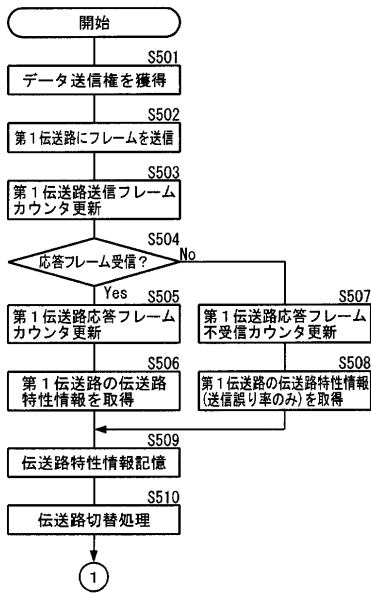 開始
S501
データ送信権を獲得
S502
第1伝送路にフレームを送信
S503
第1伝送路送信フレーム
カウンタ更新
S504
応答フレーム受信?
No
Yes
S505
第1伝送路応答フレーム
カウンタ更新
S507
第1伝送路応答フレーム
不受信カウンタ更新
S506
第1伝送路の伝送路
特性情報を取得
S508
第1伝送路の伝送路特性情報
(送信誤り率のみ)を取得
S509
伝送路特性情報記憶
S510
伝送路切替処理
1